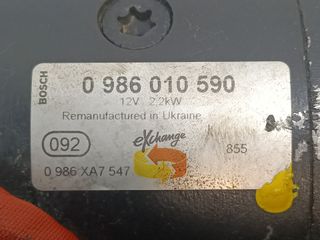 BOSCH
0 986 010 590
12V 2,2kW
Remanufactured in Ukraine
092
eXchange
855
0 986 XA7 547